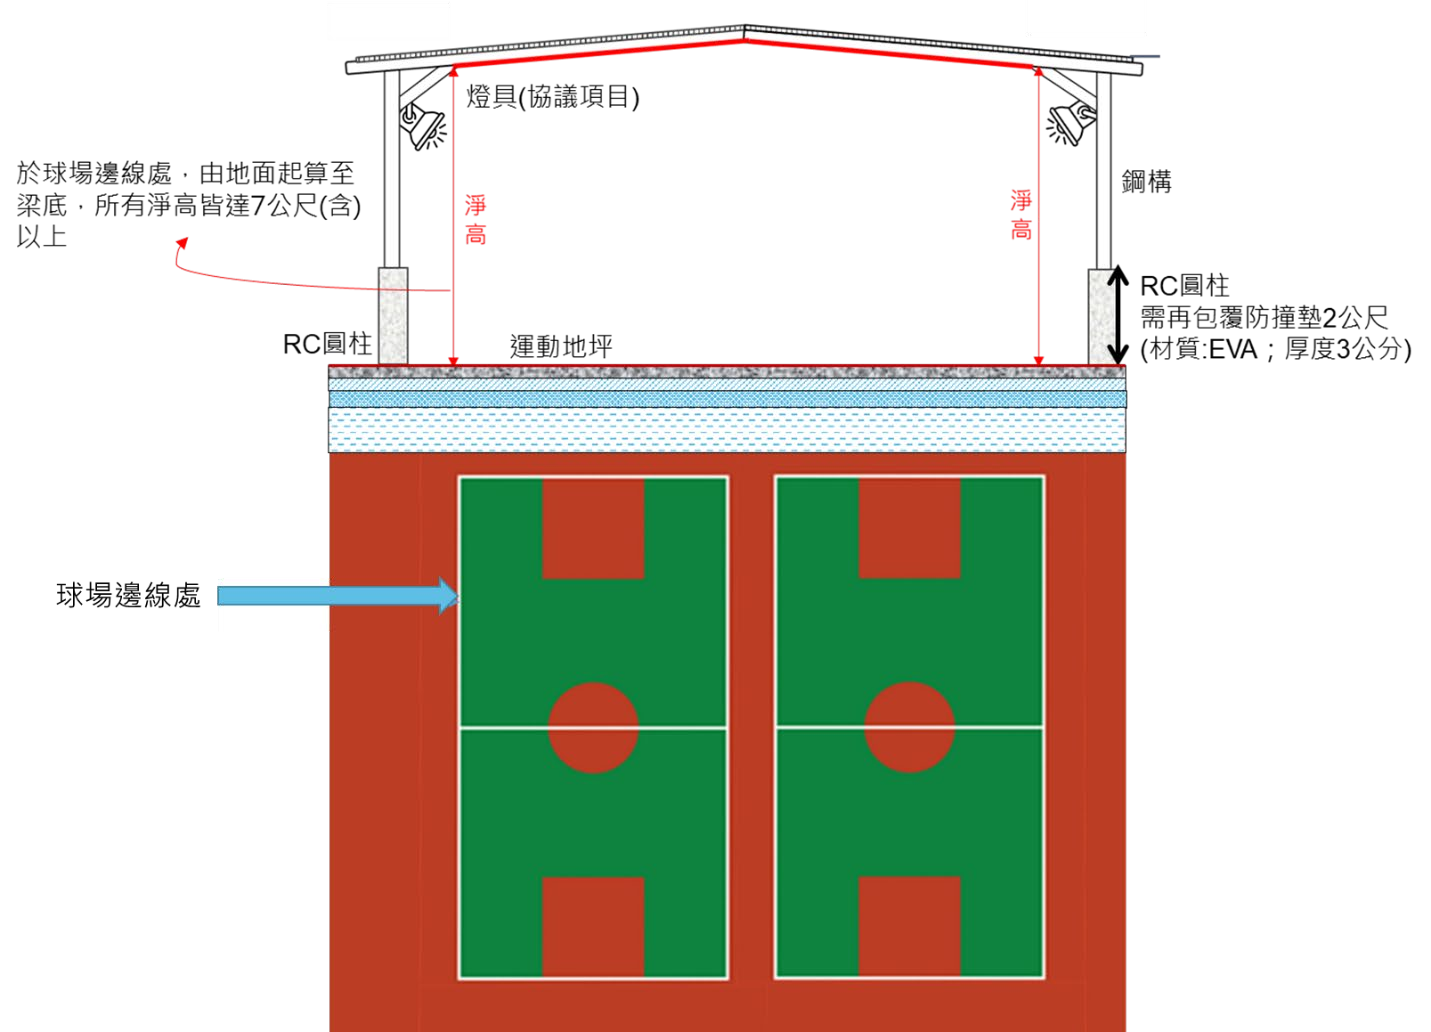 燈具(協議項目)
於球場邊線處，由地面起算至
梁底，所有淨高皆達7公尺(含)
以上
淨高
淨高
鋼構
RC圓柱
運動地坪
RC圓柱
需再包覆防撞墊2公尺
(材質:EVA；厚度3公分)
球場邊線處